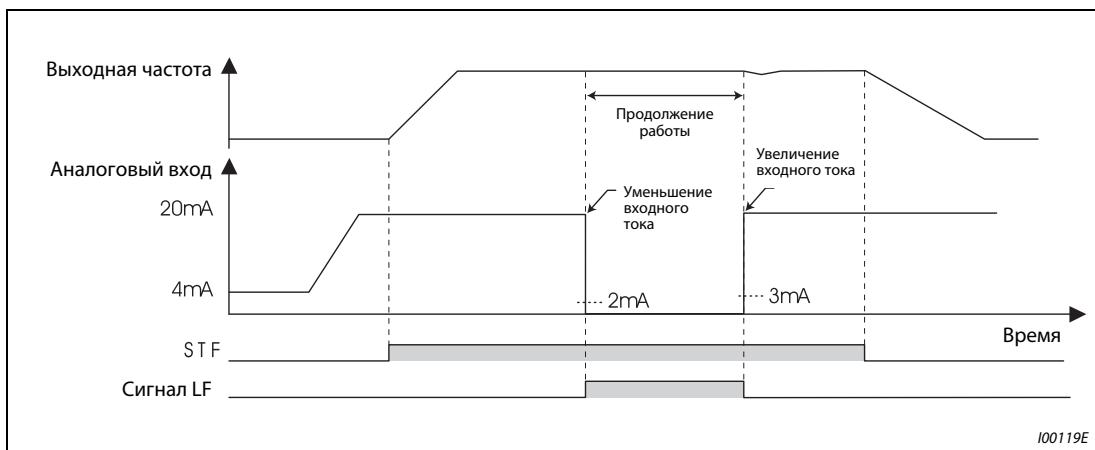 Выходная частота
Продолжение
работы
Аналоговый вход
Увеличение
входного тока
20mA
Уменьшение
входного
тока
4mA
2mA
3mA
Время
STF
Сигнал LF
I00119E